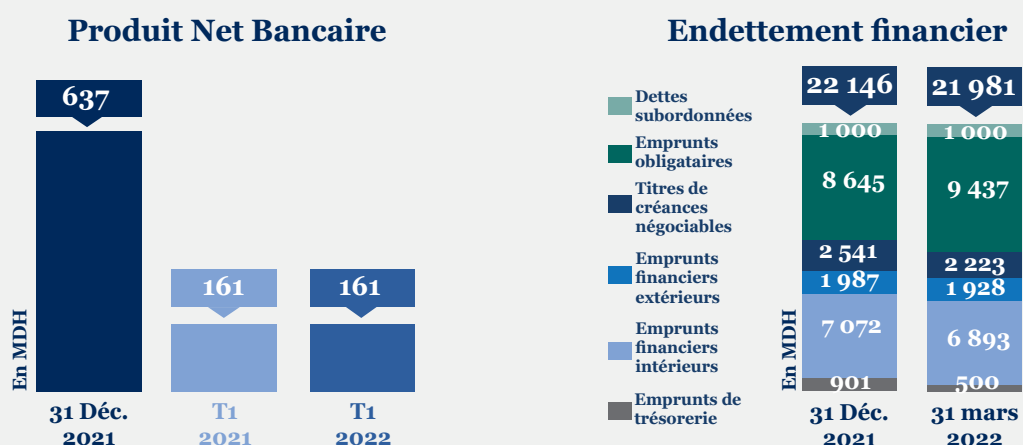 Produit Net Bancaire
637
161
161
En MDH
31 Déc.
2021
T1
2021
T1
2022
Endettement financier
Dettes
subordonnées
Emprunts
obligataires
Titres de
créances
négociables
Emprunts
financiers
extérieurs
Emprunts
financiers
intérieurs
Emprunts de
trésorerie
En MDH
22 146
1 000
8 645
2 541
1 987
7 072
901
31 Déc.
2021
21 981
1 000
9 437
2 223
1 928
6 893
500
31 mars
2022